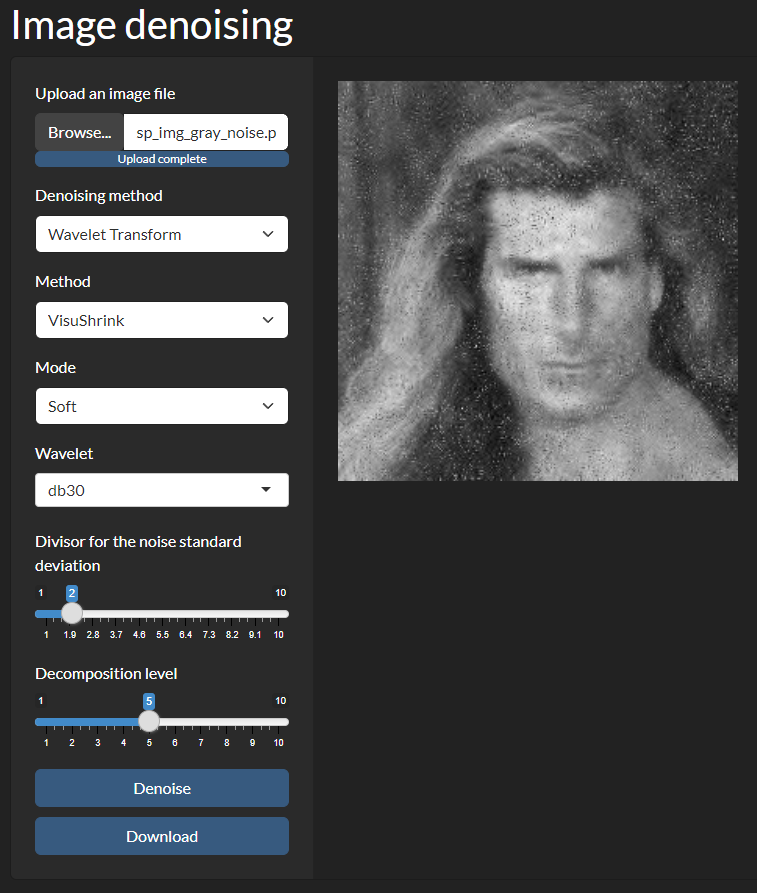 Image denoising
Upload an image file
Browse... sp_img_gray_noise.p
Upload complete
Denoising method
Wavelet Transform
Method
VisuShrink
Mode
Soft
Wavelet
db30
Divisor for the noise standard
deviation
1 2 10
1 1.9 2.8 3.7 4.6 5.5 6.4 7.3 8.2 9.1 10
Decomposition level
1 5 10
1 2 3 4 5 6 7 8 9 10
Denoise
Download